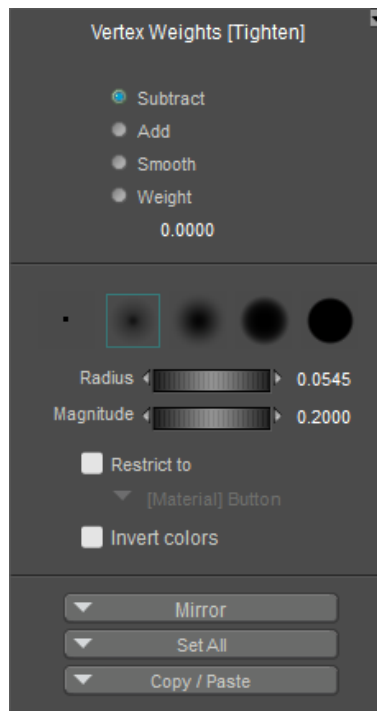 Vertex Weights [Tighten]
Subtract
Add
Smooth
Weight
0.0000
Radius 0.0545
Magnitude 0.2000
Restrict to
[Material] Button
Invert colors
Mirror
Set All
Copy / Paste